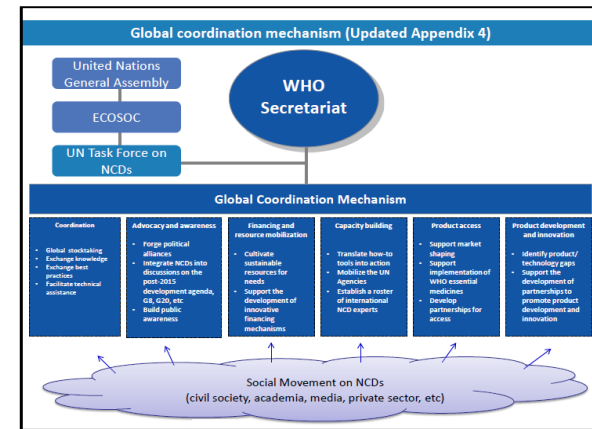 Global coordination mechanism (Updated Appendix 4)
United Nations
General Assembly
ECOSOC
UN Task Force on
NCDs
WHO
Secretariat
Global Coordination Mechanism
Coordination
• Global stocktaking
• Exchange knowledge
• Exchange best
practices
• Facilitate technical
assistance
Advocacy and awareness
• Forge political
alliances
• Integrate NCDs into
discussions on the
post-2015
development agenda,
G8, G20, etc
• Build public
awareness
Financing and
resource mobilization
• Cultivate
sustainable
resources for
needs
• Support the
development of
innovative
financing
mechanisms
Capacity building
• Translate how-to
tools into action
• Mobilize the UN
Agencies
• Establish a roster
of international
NCD experts
Product access
• Support market
shaping
• Support
implementation of
WHO essential
medicines
• Develop
partnerships for
access
Product development
and innovation
• Identify product/
technology gaps
• Support the
development of
partnerships to
promote product
development and
innovation
Social Movement on NCDs
(civil society, academia, media, private sector, etc)